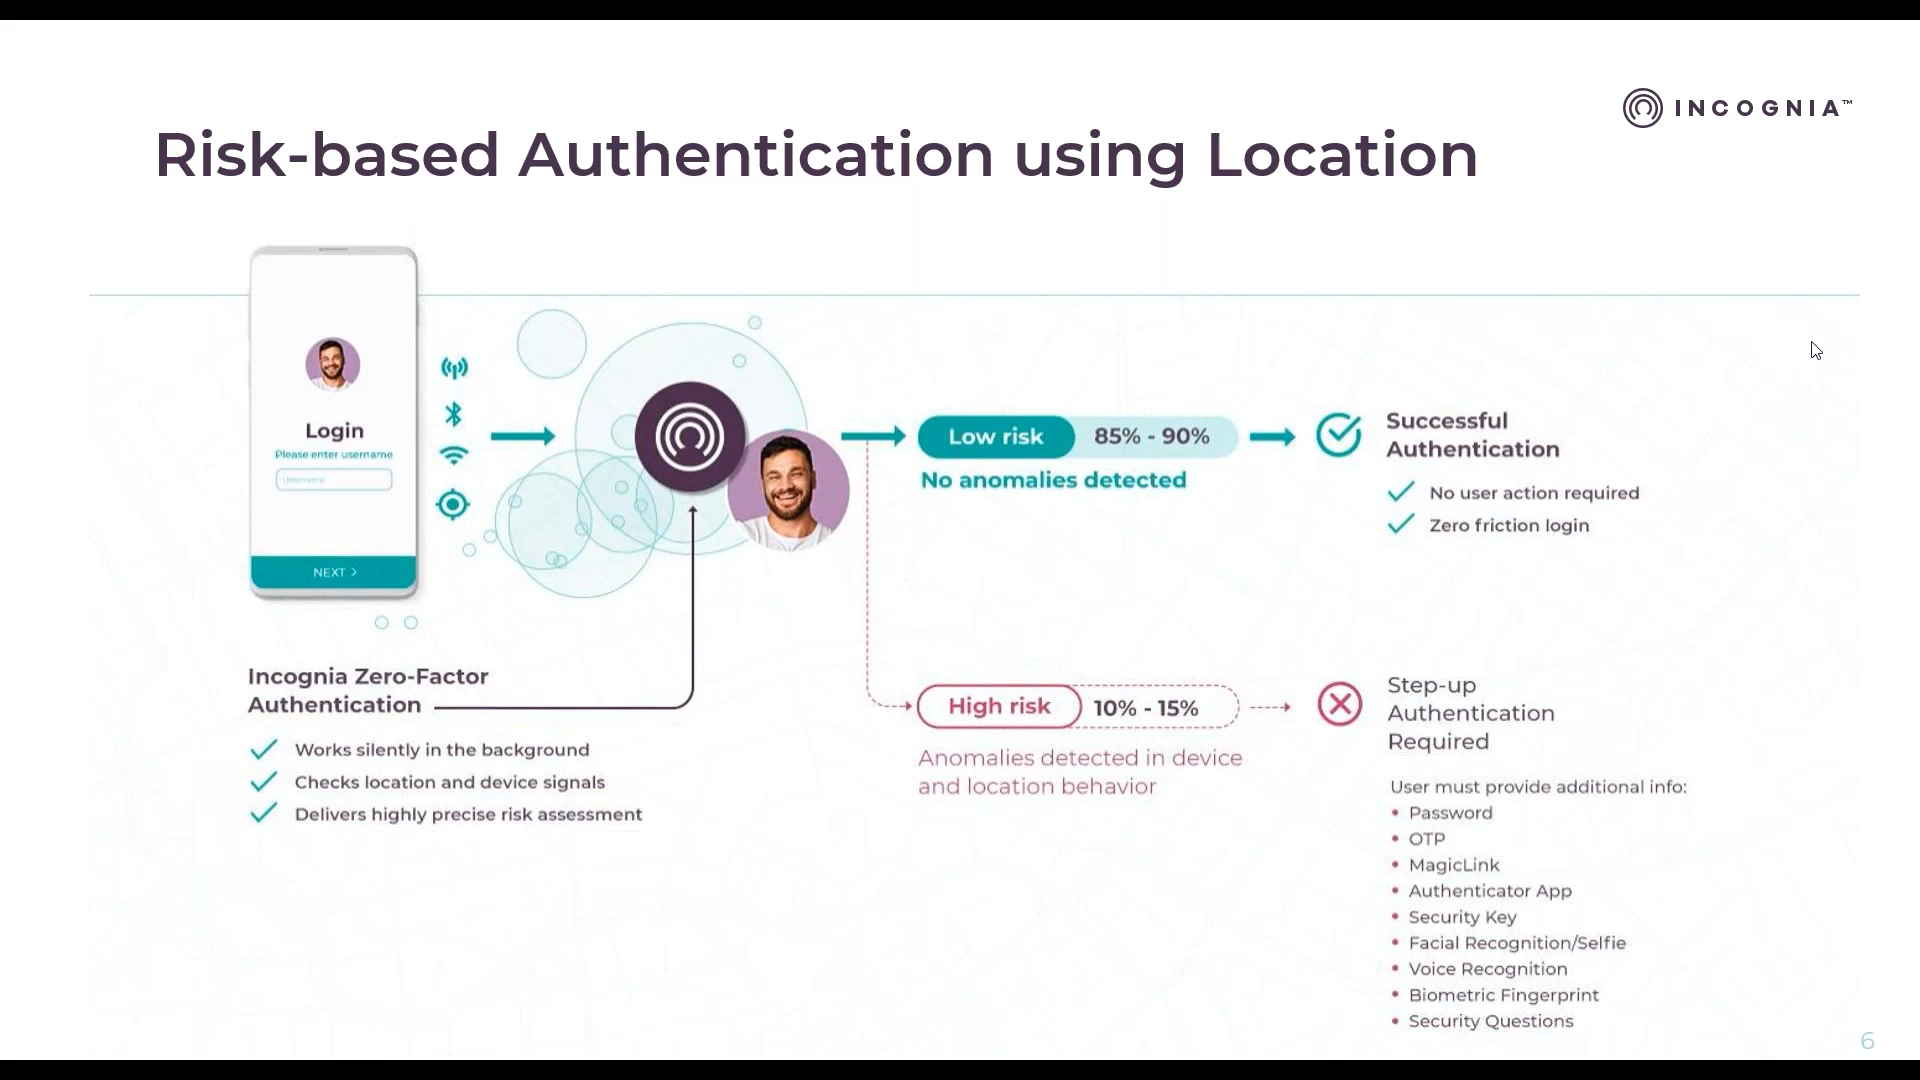 INCOGNIA™
Risk-based Authentication using Location
Login
Please enter username
Username
NEXT >
Low risk 85% - 90%
No anomalies detected
Successful
Authentication
No user action required
Zero friction login
Incognia Zero-Factor
Authentication
Works silently in the background
Checks location and device signals
Delivers highly precise risk assessment
High risk 10% - 15%
Anomalies detected in device
and location behavior
Step-up
Authentication
Required
User must provide additional info:
• Password
• OTP
• MagicLink
• Authenticator App
• Security Key
• Facial Recognition/Selfie
• Voice Recognition
• Biometric Fingerprint
• Security Questions
6